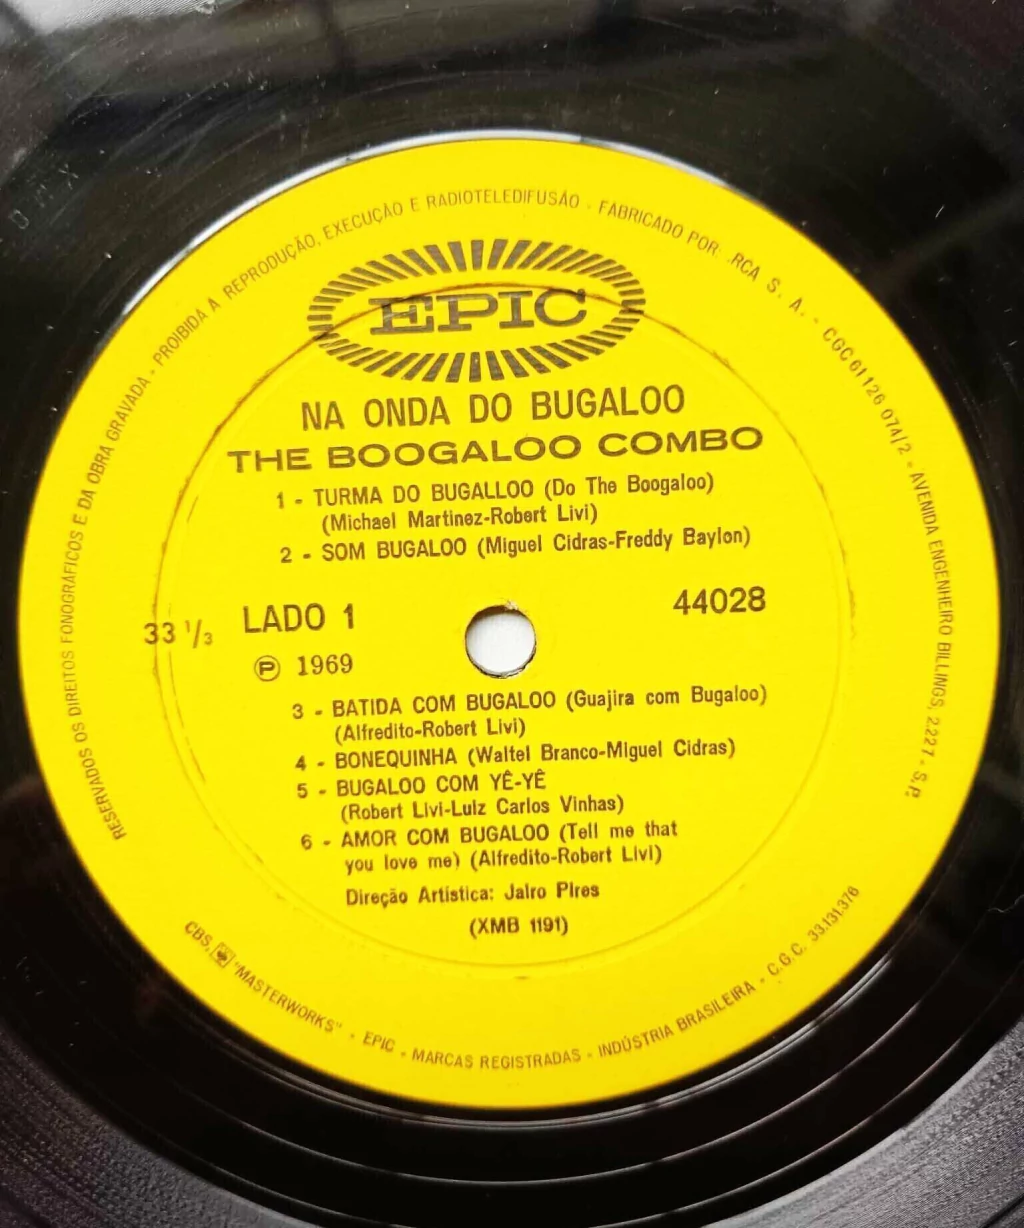 RESERVADOS OS DIREITOS FONOGRÁFICOS E DA OBRA GRAVADA - PROIBIDA A REPRODUÇÃO, EXECUÇÃO E RADIOTELEDIFUSÃO - FABRICADO POR .RCA S. A. - CGC 61 126 074/2 - AVENIDA ENGENHEIRO BILLINGS, 2.227 - S.P.
EPIC
NA ONDA DO BUGALOO
THE BOOGALOO COMBO
1 - TURMA DO BUGALLOO (Do The Boogaloo)
(Michael Martinez-Robert Livi)
2 - SOM BUGALOO (Miguel Cidras-Freddy Baylon)
33 1/3 LADO 1 44028
Ⓟ 1969
3 - BATIDA COM BUGALOO (Guajira com Bugaloo)
(Alfredito-Robert Livi)
4 - BONEQUINHA (Waltel Branco-Miguel Cidras)
5 - BUGALOO COM YÊ-YÊ
(Robert Livi-Luiz Carlos Vinhas)
6 - AMOR COM BUGALOO (Tell me that
you love me) (Alfredito-Robert Livi)
Direção Artística: Jairo Pires
(XMB 1191)
CBS, "MASTERWORKS" - EPIC - MARCAS REGISTRADAS - INDÚSTRIA BRASILEIRA - C.G.C. 33.131.376